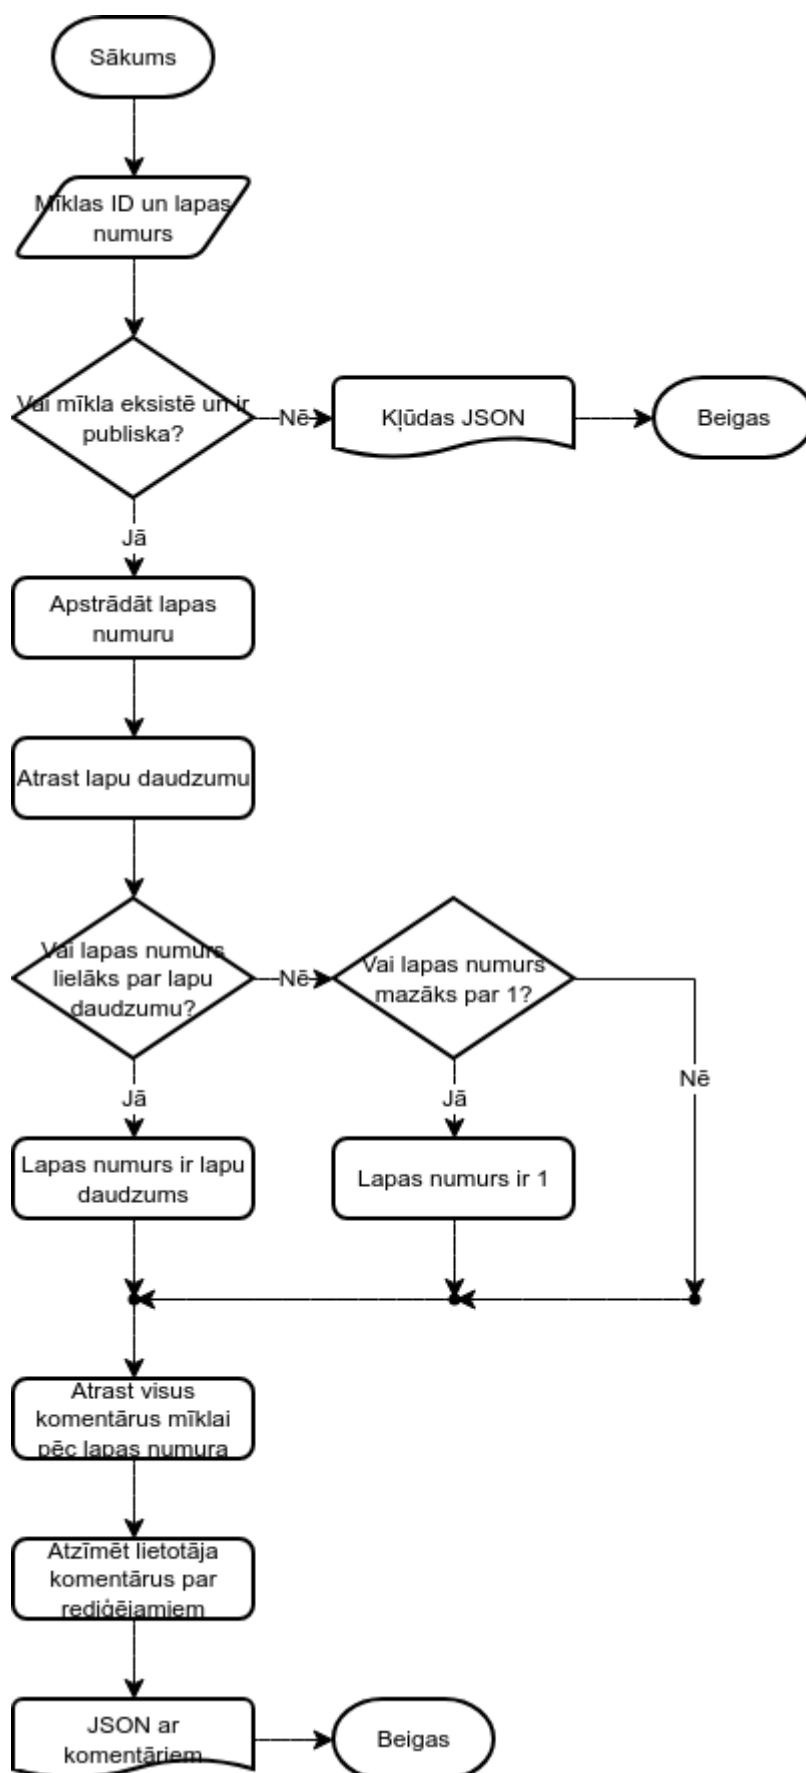 Sākums
Mīklas ID un lapas
numurs
Vai mīkla eksistē un ir
publiska?
Nē
Kļūdas JSON
Beigas
Jā
Apstrādāt lapas
numuru
Atrast lapu daudzumu
Vai lapas numurs
lielāks par lapu
daudzumu?
Nē
Vai lapas numurs
mazāks par 1?
Nē
Jā
Jā
Lapas numurs ir lapu
daudzums
Lapas numurs ir 1
Atrast visus
komentārus mīklai
pēc lapas numura
Atzīmēt lietotāja
komentārus par
rediģējamiem
JSON ar
komentāriem
Beigas